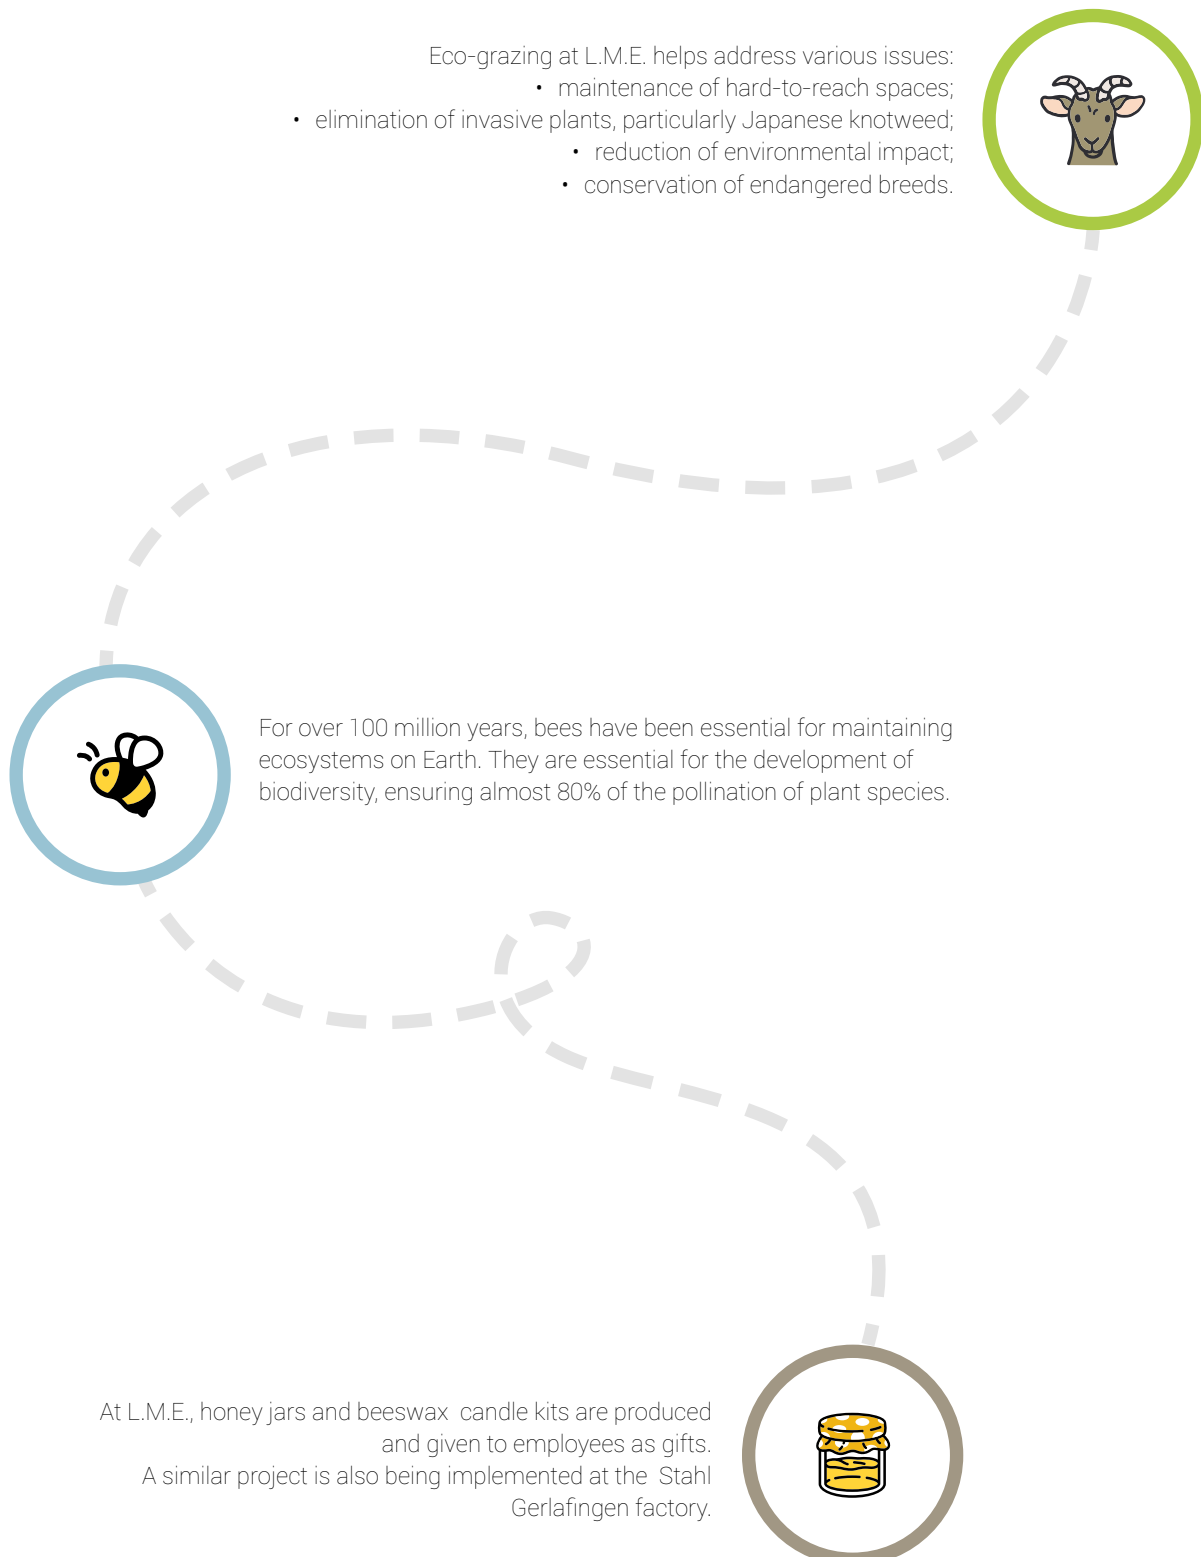 Eco-grazing at L.M.E. helps address various issues:
• maintenance of hard-to-reach spaces;
• elimination of invasive plants, particularly Japanese knotweed;
• reduction of environmental impact;
• conservation of endangered breeds.
For over 100 million years, bees have been essential for maintaining
ecosystems on Earth. They are essential for the development of
biodiversity, ensuring almost 80% of the pollination of plant species.
At L.M.E., honey jars and beeswax candle kits are produced
and given to employees as gifts.
A similar project is also being implemented at the Stahl
Gerlafingen factory.